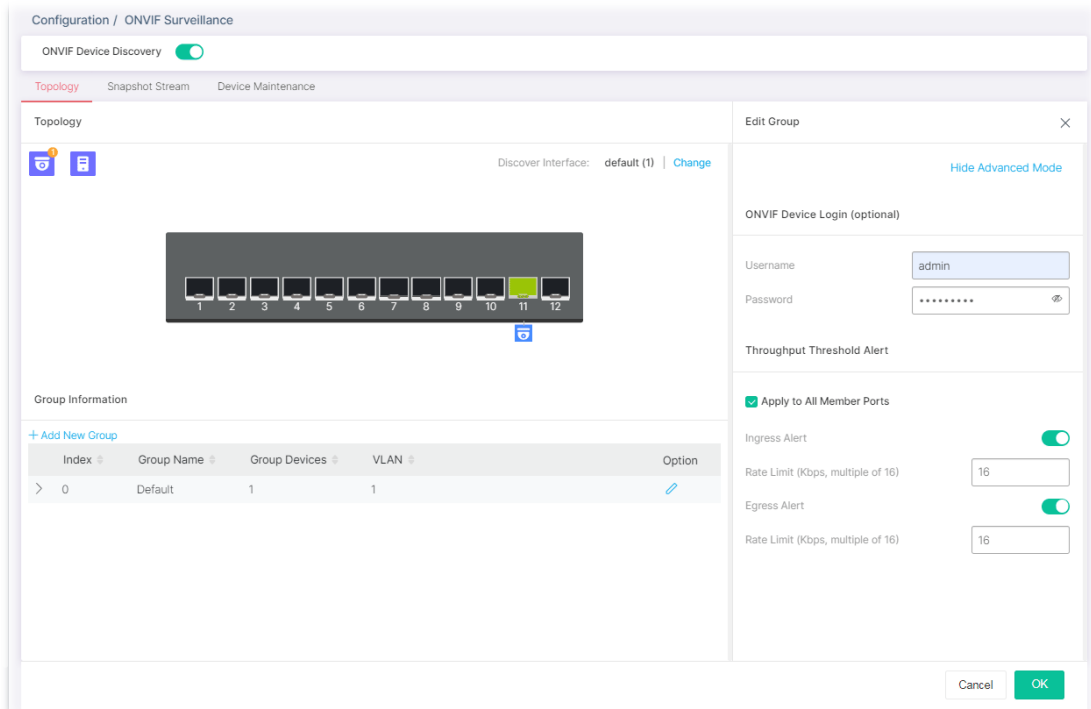 Configuration / ONVIF Surveillance
ONVIF Device Discovery
Topology Snapshot Stream Device Maintenance
Topology
1
Discover Interface: default (1) | Change
1 2 3 4 5 6 7 8 9 10 11 12
Group Information
+ Add New Group
Index Group Name Group Devices VLAN Option
0 Default 1 1
Edit Group
Hide Advanced Mode
ONVIF Device Login (optional)
Username admin
Password •••••••••
Throughput Threshold Alert
Apply to All Member Ports
Ingress Alert
Rate Limit (Kbps, multiple of 16) 16
Egress Alert
Rate Limit (Kbps, multiple of 16) 16
Cancel OK